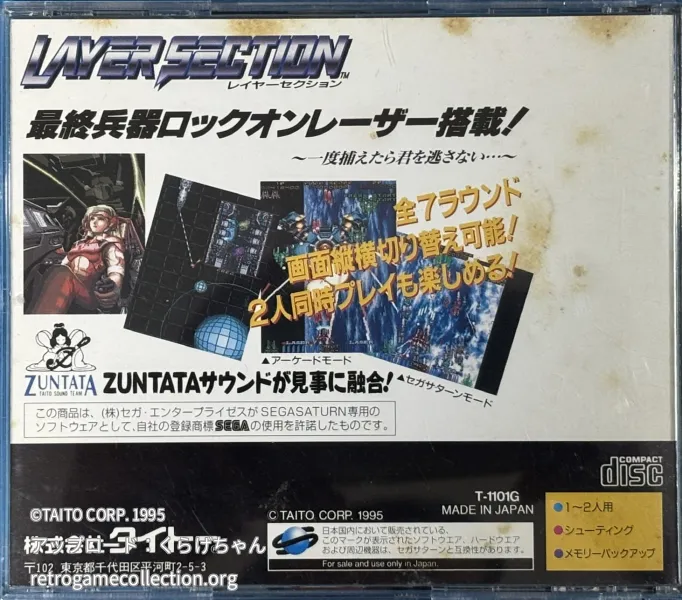 LAYER SECTION™
レイヤーセクション
最終兵器ロックオンレーザー搭載!
〜一度捕えたら君を逃さない…〜
全7ラウンド
画面縦横切り替え可能!
2人同時プレイも楽しめる!
▲アーケードモード
▲セガサターンモード
ZUNTATA
TAITO SOUND TEAM
ZUNTATAサウンドが見事に融合!
この商品は、(株)セガ・エンタープライゼスがSEGASATURN専用の
ソフトウェアとして、自社の登録商標SEGAの使用を許諾したものです。
COMPACT
disc
T-1101G
MADE IN JAPAN
©TAITO CORP. 1995
© TAITO CORP. 1995
日本国内において販売されている、
このマークが表示されたソフトウエア、ハードウエア
および周辺機器は、セガサターンと互換性があります。
For sale and use only in Japan.
1〜2人用
シューティング
メモリーバックアップ
くらげちゃん
〒102 東京都千代田区平河町2-5-3
retrogamecollection.org